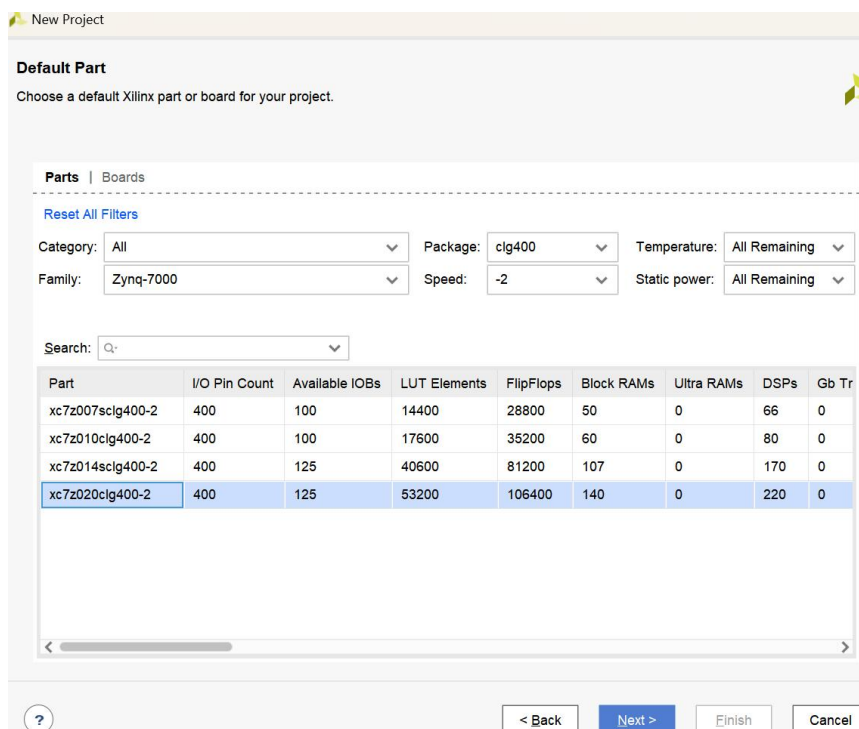 New Project
Default Part
Choose a default Xilinx part or board for your project.
Parts | Boards
Reset All Filters
Category: All Package: clg400 Temperature: All Remaining
Family: Zynq-7000 Speed: -2 Static power: All Remaining
Search:
Part I/O Pin Count Available IOBs LUT Elements FlipFlops Block RAMs Ultra RAMs DSPs Gb Tr
xc7z007sclg400-2 400 100 14400 28800 50 0 66 0
xc7z010clg400-2 400 100 17600 35200 60 0 80 0
xc7z014sclg400-2 400 125 40600 81200 107 0 170 0
xc7z020clg400-2 400 125 53200 106400 140 0 220 0
? < Back Next > Finish Cancel